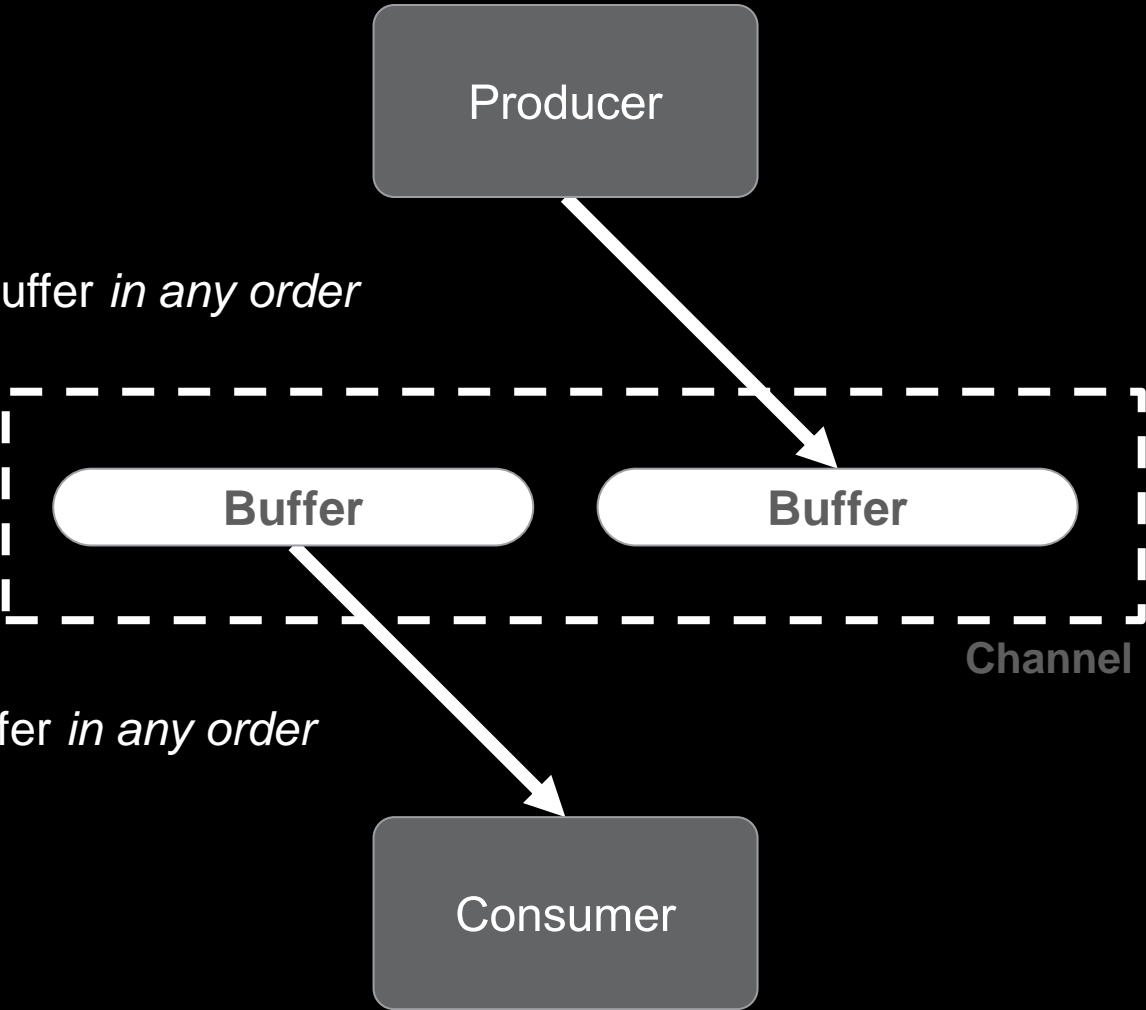 Producer
uffer in any order
Buffer
Buffer
Channel
fer in any order
Consumer